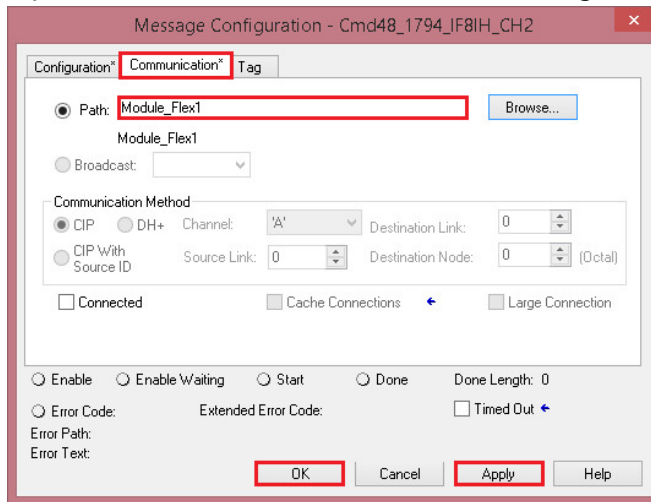 Message Configuration - Cmd48_1794_IF8IH_CH2
Configuration* Communication* Tag
Path: Module_Flex1 Browse...
Module_Flex1
Broadcast:
Communication Method
CIP DH+ Channel: 'A' Destination Link: 0
CIP With Source ID Source Link: 0 Destination Node: 0 (Octal)
Connected Cache Connections Large Connection
Enable Enable Waiting Start Done Done Length: 0
Error Code: Extended Error Code: Timed Out
Error Path:
Error Text:
OK Cancel Apply Help